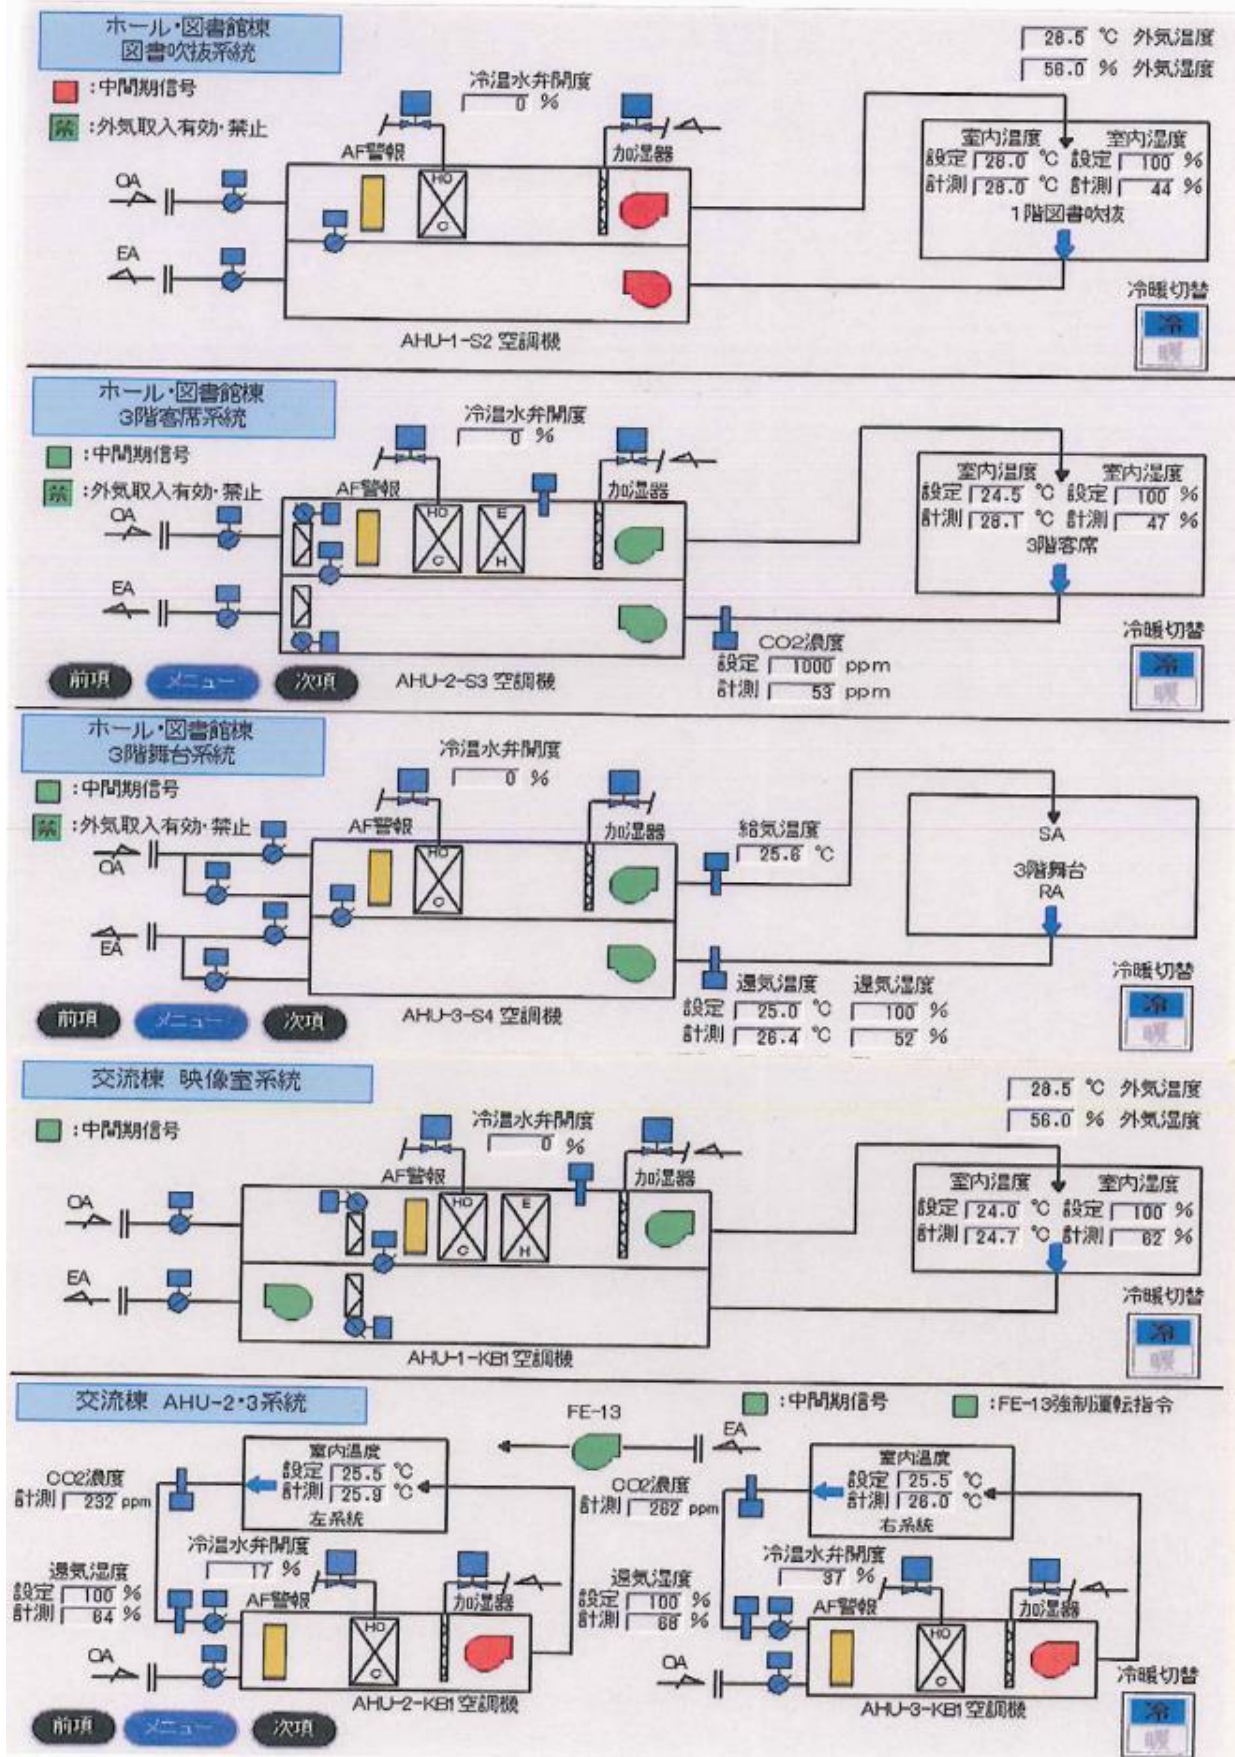 ホール・図書館棟
図書吹抜系統
28.5 ℃ 外気温度
56.0 % 外気湿度
:中間期信号
冷温水弁開度
0 %
禁 :外気取入有効・禁止
AF警報
加湿器
室内温度 室内湿度
設定 28.0 ℃ 設定 100 %
計測 28.0 ℃ 計測 44 %
1階図書吹抜
OA
HC
C
EA
冷暖切替
冷
暖
AHU-1-S2 空調機
ホール・図書館棟
3階客席系統
冷温水弁開度
0 %
:中間期信号
禁 :外気取入有効・禁止
AF警報
加湿器
室内温度 室内湿度
設定 24.5 ℃ 設定 100 %
計測 28.1 ℃ 計測 47 %
3階客席
OA
HC
C
E
H
EA
冷暖切替
冷
暖
CO2濃度
設定 1000 ppm
計測 53 ppm
前項 メニュー 次項
AHU-2-S3 空調機
ホール・図書館棟
3階舞台系統
冷温水弁開度
0 %
:中間期信号
禁 :外気取入有効・禁止
AF警報
加湿器
給気温度
25.6 ℃
SA
3階舞台
RA
OA
HC
C
EA
還気温度 還気湿度
設定 25.0 ℃ 100 %
計測 26.4 ℃ 52 %
冷暖切替
冷
暖
前項 メニュー 次項
AHU-3-S4 空調機
交流棟 映像室系統
28.5 ℃ 外気温度
56.0 % 外気湿度
:中間期信号
冷温水弁開度
0 %
AF警報
加湿器
室内温度 室内湿度
設定 24.0 ℃ 設定 100 %
計測 24.7 ℃ 計測 62 %
OA
HC
C
E
H
EA
冷暖切替
冷
暖
AHU-1-KB1 空調機
交流棟 AHU-2・3系統
:中間期信号 :FE-13強制運転指令
FE-13
EA
CO2濃度
計測 232 ppm
室内温度
設定 25.5 ℃
計測 25.9 ℃
左系統
CO2濃度
計測 262 ppm
室内温度
設定 25.5 ℃
計測 26.0 ℃
右系統
冷温水弁開度
17 %
還気湿度
設定 100 %
計測 64 %
AF警報
加湿器
OA
HC
C
AHU-2-KB1 空調機
冷温水弁開度
37 %
還気湿度
設定 100 %
計測 68 %
AF警報
加湿器
OA
HC
C
AHU-3-KB1 空調機
冷暖切替
冷
暖
前項 メニュー 次項